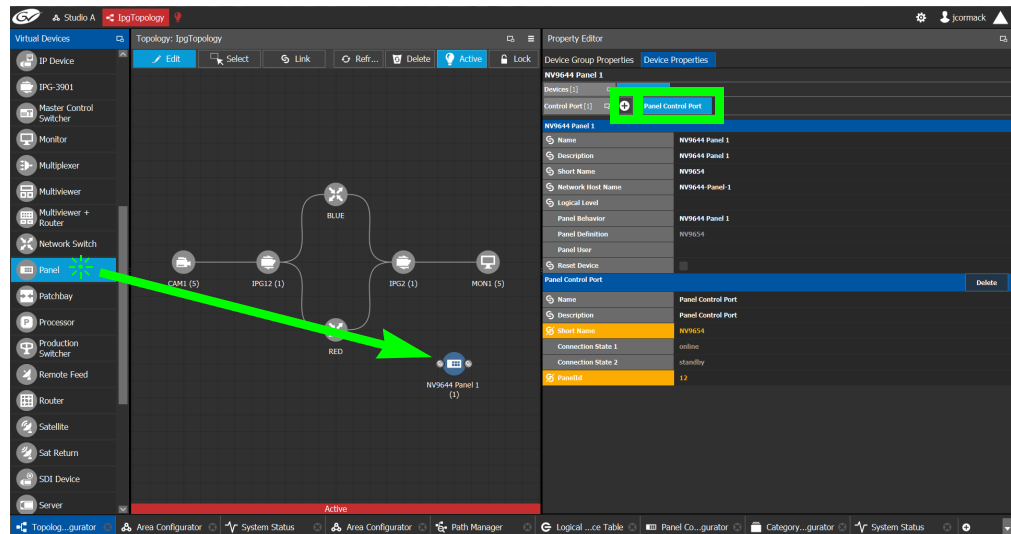 GV Studio A IpgTopology jcormack
Virtual Devices Topology: IpgTopology Property Editor
Edit Select Link Refr... Delete Active Lock
IP Device
IPG-3901
Master Control
Switcher
Monitor
Multiplexer
Multiviewer
Multiviewer +
Router
Network Switch
Panel
Patchbay
Processor
Production
Switcher
Remote Feed
Router
Satellite
Sat Return
SDI Device
Server
BLUE
CAM1 (5) IPG12 (1) IPG2 (1) MON1 (5)
RED
NV9644 Panel 1
(1)
Active
Device Group Properties Device Properties
NV9644 Panel 1
Devices [1]
Control Port [1] Panel Control Port
NV9644 Panel 1
Name NV9644 Panel 1
Description NV9644 Panel 1
Short Name NV9654
Network Host Name NV9644-Panel-1
Logical Level
Panel Behavior NV9644 Panel 1
Panel Definition NV9654
Panel User
Reset Device
Panel Control Port Delete
Name Panel Control Port
Description Panel Control Port
Short Name NV9654
Connection State 1 online
Connection State 2 standby
PanelId 12
Topolog...gurator Area Configurator System Status Area Configurator Path Manager Logical ...ce Table Panel Co...gurator Category...gurator System Status